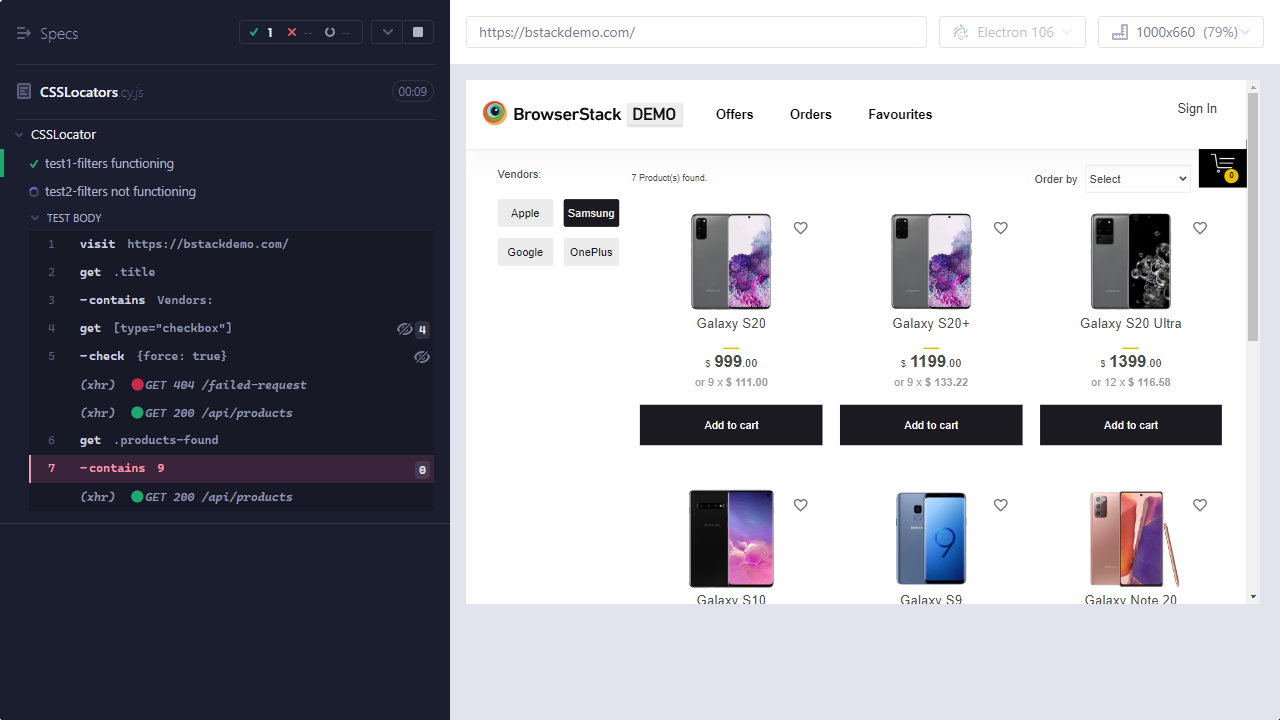 Specs
1
--
--
CSSLocators.cy.js
00:09
CSSLocator
test1-filters functioning
test2-filters not functioning
TEST BODY
1 visit https://bstackdemo.com/
2 get .title
3 -contains Vendors:
4 get [type="checkbox"] 4
5 -check {force: true}
(xhr) GET 404 /failed-request
(xhr) GET 200 /api/products
6 get .products-found
7 -contains 9 0
(xhr) GET 200 /api/products
https://bstackdemo.com/
Electron 106
1000x660 (79%)
BrowserStack DEMO
Offers
Orders
Favourites
Sign In
0
Vendors:
Apple
Samsung
Google
OnePlus
7 Product(s) found.
Order by
Select
Galaxy S20
$ 999.00
or 9 x $ 111.00
Add to cart
Galaxy S20+
$ 1199.00
or 9 x $ 133.22
Add to cart
Galaxy S20 Ultra
$ 1399.00
or 12 x $ 116.58
Add to cart
Galaxy S10
9
Galaxy S9
Galaxy Note 20